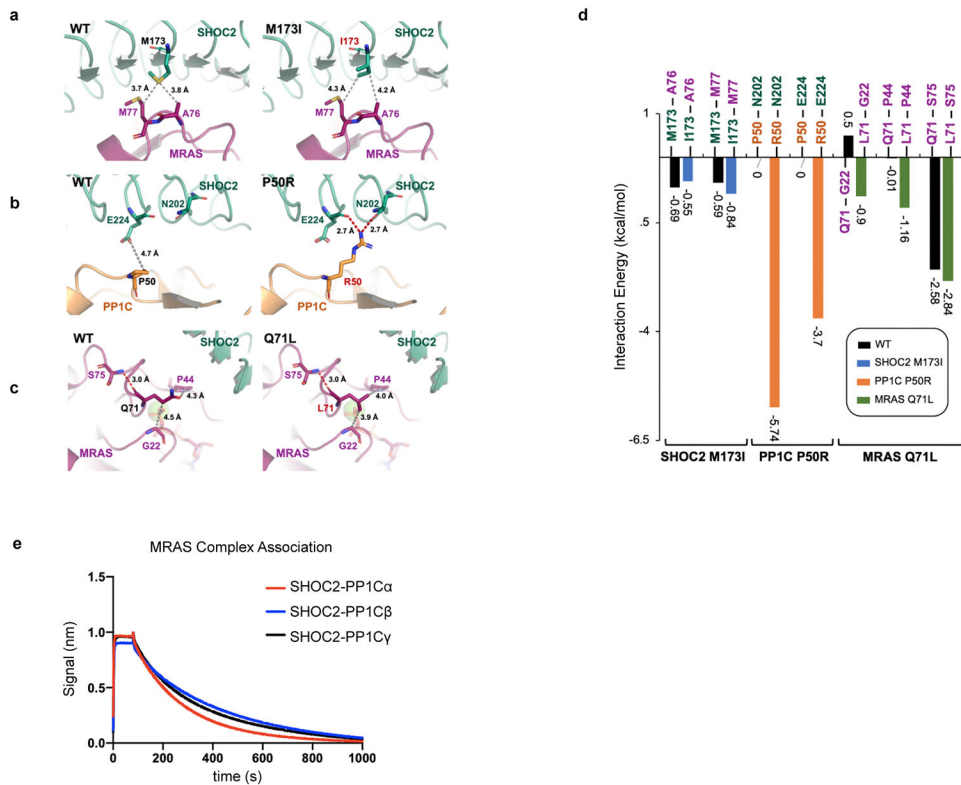 a
WT
M173
SHOC2
3.7 Å
3.8 Å
M77
A76
MRAS
M173I
I173
SHOC2
4.3 Å
4.2 Å
M77
A76
MRAS
b
WT
N202
SHOC2
E224
4.7 Å
P50
PP1C
P50R
N202
SHOC2
E224
2.7 Å
2.7 Å
R50
PP1C
c
WT
SHOC2
S75
3.0 Å
P44
4.3 Å
Q71
4.5 Å
G22
MRAS
Q71L
SHOC2
S75
3.0 Å
P44
4.0 Å
L71
3.9 Å
G22
MRAS
d
Interaction Energy (kcal/mol)
1
.5
-4
-6.5
M173 – A76
I173 – A76
M173 – M77
I173 – M77
P50 – N202
R50 – N202
P50 – E224
R50 – E224
Q71 – G22
L71 – G22
Q71 – P44
L71 – P44
Q71 – S75
L71 – S75
-0.69
-0.55
-0.59
-0.84
0
-5.74
0
-3.7
0.5
-0.9
-0.01
-1.16
-2.58
-2.84
WT
SHOC2 M173I
PP1C P50R
MRAS Q71L
SHOC2 M173I
PP1C P50R
MRAS Q71L
e
MRAS Complex Association
Signal (nm)
1.5
1.0
0.5
0.0
0
200
400
600
800
1000
time (s)
SHOC2-PP1Cα
SHOC2-PP1Cβ
SHOC2-PP1Cγ